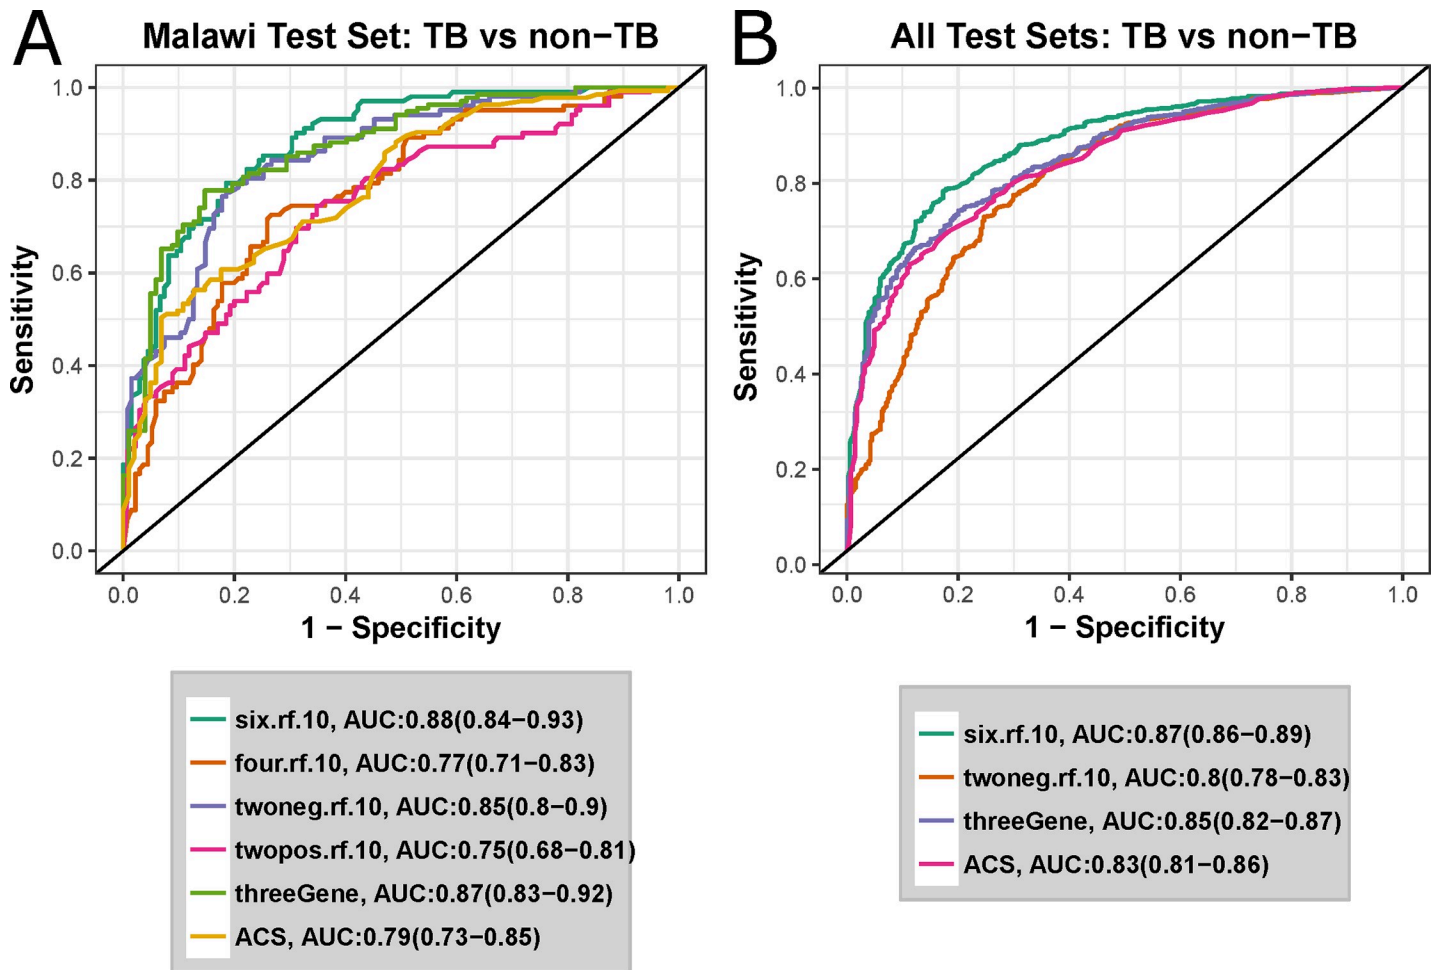 A
Malawi Test Set: TB vs non−TB
1.0
0.8
0.6
0.4
0.2
0.0
Sensitivity
0.0 0.2 0.4 0.6 0.8 1.0
1 − Specificity
six.rf.10, AUC:0.88(0.84−0.93)
four.rf.10, AUC:0.77(0.71−0.83)
twoneg.rf.10, AUC:0.85(0.8−0.9)
twopos.rf.10, AUC:0.75(0.68−0.81)
threeGene, AUC:0.87(0.83−0.92)
ACS, AUC:0.79(0.73−0.85)
B
All Test Sets: TB vs non−TB
1.0
0.8
0.6
0.4
0.2
0.0
Sensitivity
0.0 0.2 0.4 0.6 0.8 1.0
1 − Specificity
six.rf.10, AUC:0.87(0.86−0.89)
twoneg.rf.10, AUC:0.8(0.78−0.83)
threeGene, AUC:0.85(0.82−0.87)
ACS, AUC:0.83(0.81−0.86)